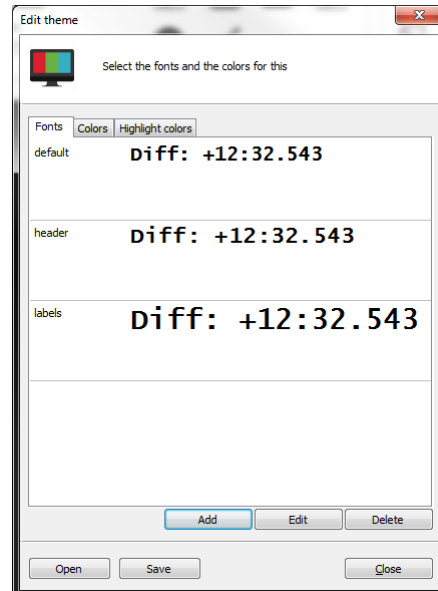 Edit theme
Select the fonts and the colors for this
Fonts Colors Highlight colors
default Diff: +12:32.543
header Diff: +12:32.543
labels Diff: +12:32.543
Add Edit Delete
Open Save Close